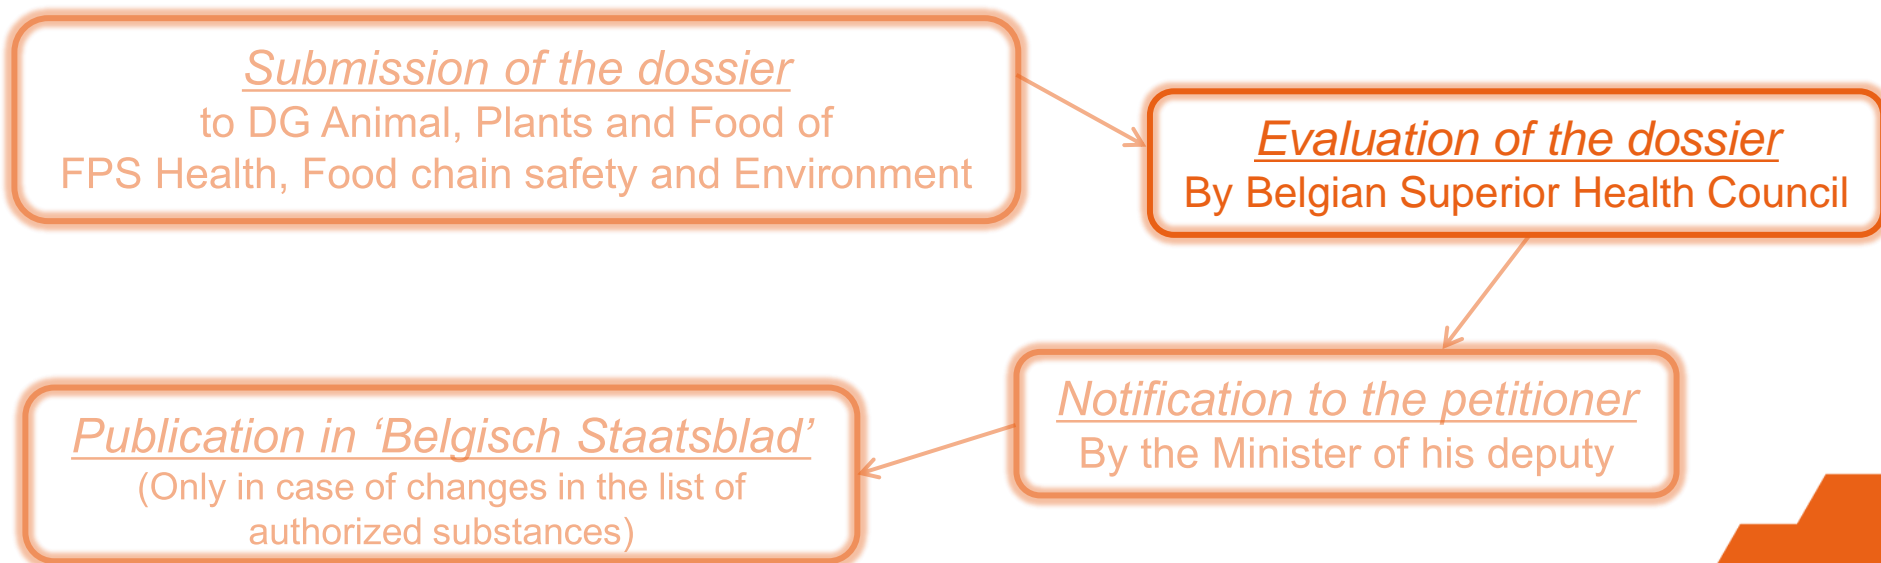 Submission of the dossier
to DG Animal, Plants and Food of
FPS Health, Food chain safety and Environment
Evaluation of the dossier
By Belgian Superior Health Council
Notification to the petitioner
By the Minister of his deputy
Publication in ‘Belgisch Staatsblad’
(Only in case of changes in the list of
authorized substances)